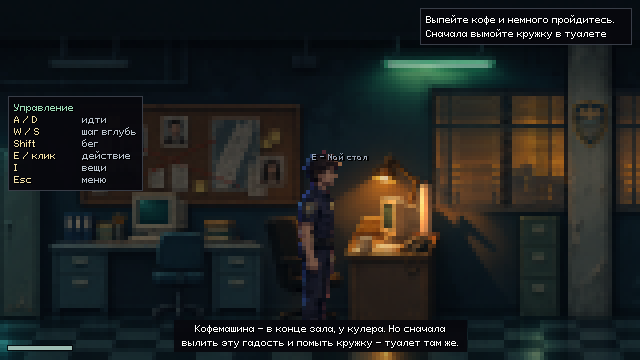 Выпейте кофе и немного пройдитесь.
Сначала вымойте кружку в туалете
Управление
A / D идти
W / S шаг вглубь
Shift бег
E / клик действие
I вещи
Esc меню
E – Мой стол
Кофемашина – в конце зала, у кулера. Но сначала
вылить эту гадость и помыть кружку – туалет там же.